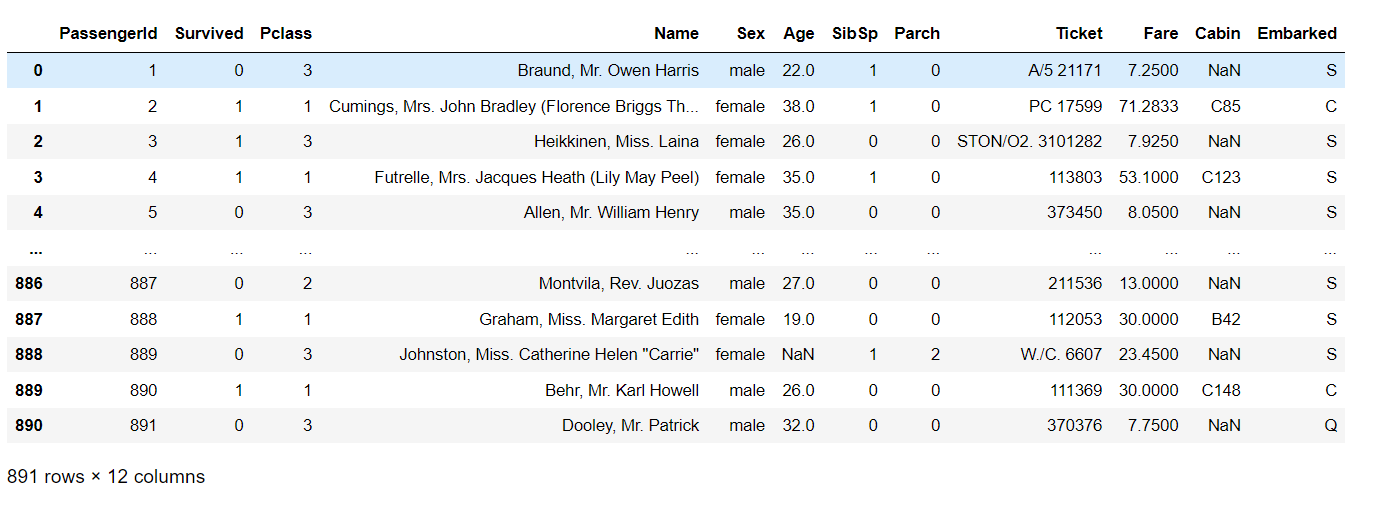 PassengerId Survived Pclass Name Sex Age SibSp Parch Ticket Fare Cabin Embarked
0 1 0 3 Braund, Mr. Owen Harris male 22.0 1 0 A/5 21171 7.2500 NaN S
1 2 1 1 Cumings, Mrs. John Bradley (Florence Briggs Th... female 38.0 1 0 PC 17599 71.2833 C85 C
2 3 1 3 Heikkinen, Miss. Laina female 26.0 0 0 STON/O2. 3101282 7.9250 NaN S
3 4 1 1 Futrelle, Mrs. Jacques Heath (Lily May Peel) female 35.0 1 0 113803 53.1000 C123 S
4 5 0 3 Allen, Mr. William Henry male 35.0 0 0 373450 8.0500 NaN S
... ... ... ... ... ... ... ... ... ... ... ... ...
886 887 0 2 Montvila, Rev. Juozas male 27.0 0 0 211536 13.0000 NaN S
887 888 1 1 Graham, Miss. Margaret Edith female 19.0 0 0 112053 30.0000 B42 S
888 889 0 3 Johnston, Miss. Catherine Helen "Carrie" female NaN 1 2 W./C. 6607 23.4500 NaN S
889 890 1 1 Behr, Mr. Karl Howell male 26.0 0 0 111369 30.0000 C148 C
890 891 0 3 Dooley, Mr. Patrick male 32.0 0 0 370376 7.7500 NaN Q
891 rows × 12 columns